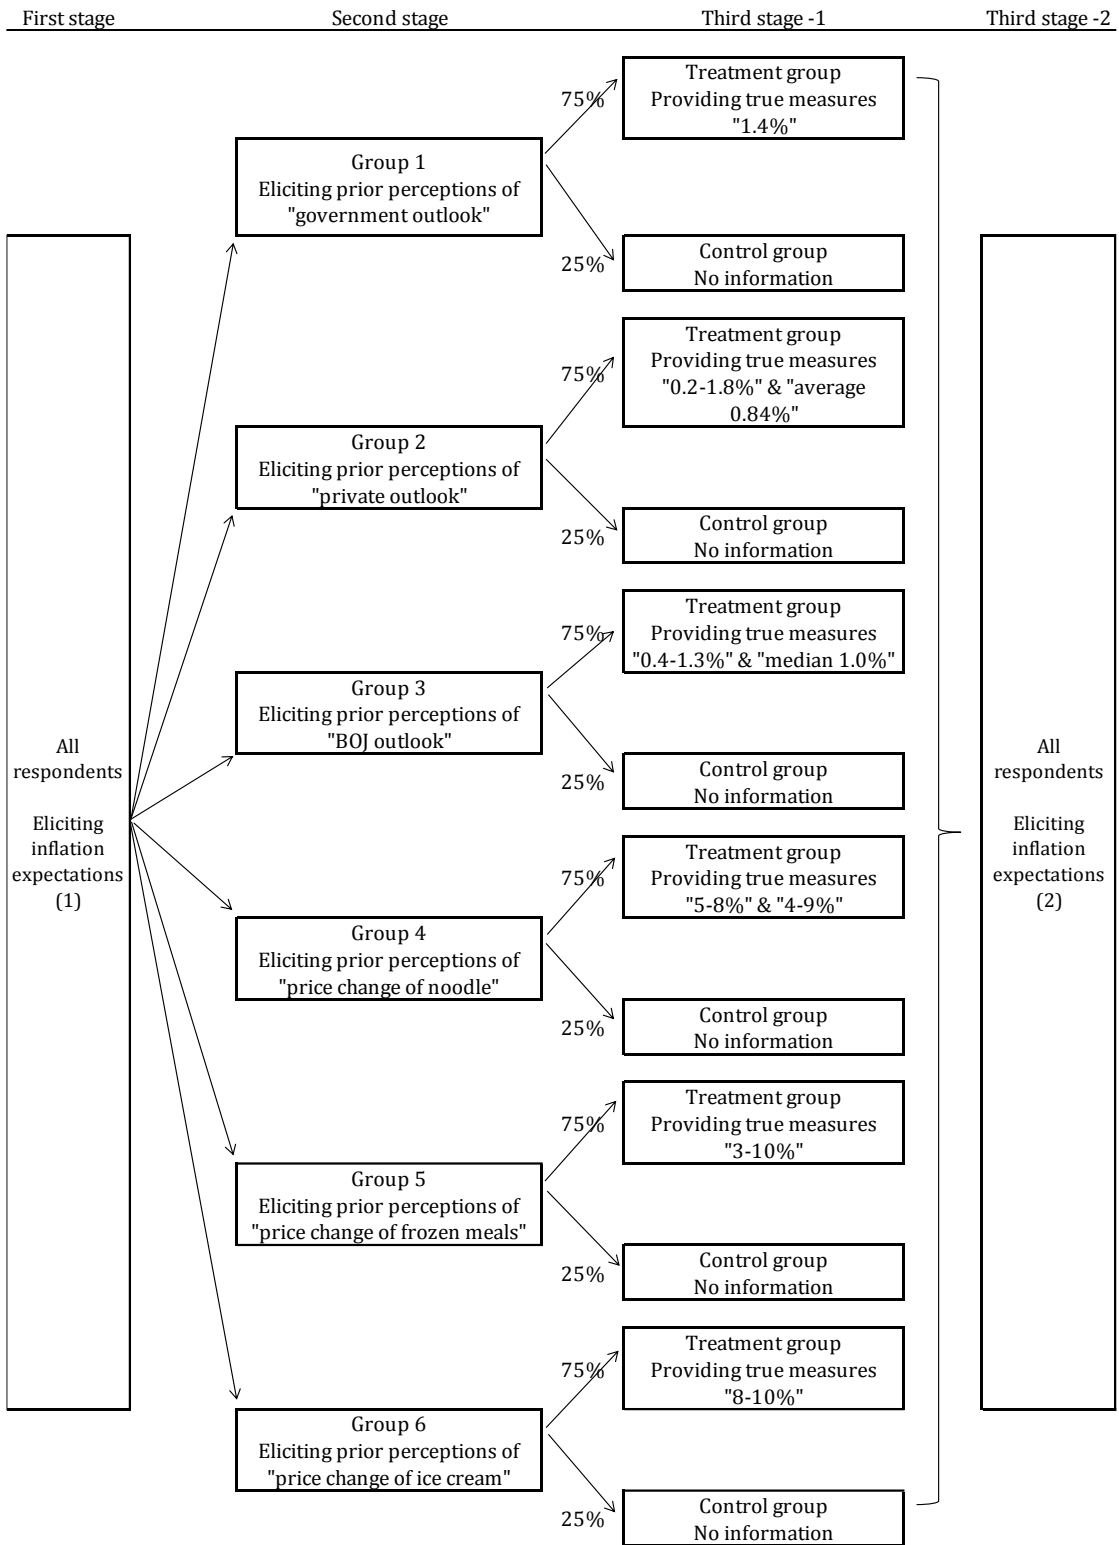 First stage
Second stage
Third stage -1
Third stage -2
All
respondents
Eliciting
inflation
expectations
(1)
Group 1
Eliciting prior perceptions of
"government outlook"
75%
Treatment group
Providing true measures
"1.4%"
25%
Control group
No information
Group 2
Eliciting prior perceptions of
"private outlook"
75%
Treatment group
Providing true measures
"0.2-1.8%" & "average
0.84%"
25%
Control group
No information
Group 3
Eliciting prior perceptions of
"BOJ outlook"
75%
Treatment group
Providing true measures
"0.4-1.3%" & "median 1.0%"
25%
Control group
No information
Group 4
Eliciting prior perceptions of
"price change of noodle"
75%
Treatment group
Providing true measures
"5-8%" & "4-9%"
25%
Control group
No information
Group 5
Eliciting prior perceptions of
"price change of frozen meals"
75%
Treatment group
Providing true measures
"3-10%"
25%
Control group
No information
Group 6
Eliciting prior perceptions of
"price change of ice cream"
75%
Treatment group
Providing true measures
"8-10%"
25%
Control group
No information
All
respondents
Eliciting
inflation
expectations
(2)